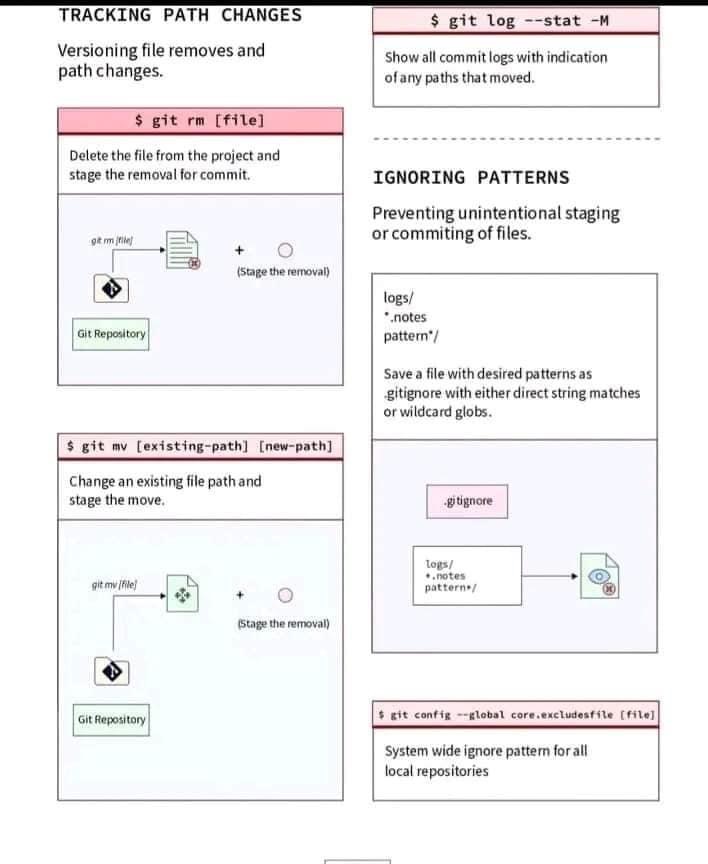 TRACKING PATH CHANGES
Versioning file removes and
path changes.
$ git rm [file]
Delete the file from the project and
stage the removal for commit.
git rm [file]
+
(Stage the removal)
Git Repository
$ git mv [existing-path] [new-path]
Change an existing file path and
stage the move.
git mv [file]
+
(Stage the removal)
Git Repository
$ git log --stat -M
Show all commit logs with indication
of any paths that moved.
IGNORING PATTERNS
Preventing unintentional staging
or commiting of files.
logs/
*.notes
pattern*/
Save a file with desired patterns as
.gitignore with either direct string matches
or wildcard globs.
.gitignore
logs/
*.notes
pattern*/
$ git config --global core.excludesfile [file]
System wide ignore pattern for all
local repositories